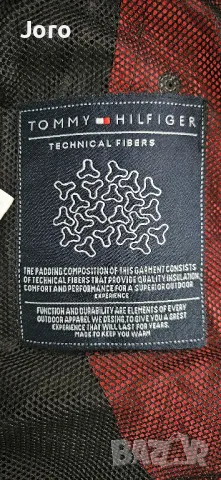 Joro
TOMMY HILFIGER
TECHNICAL FIBERS
THE PADDING COMPOSITION OF THIS GARMENT CONSISTS
OF TECHNICAL FIBERS THAT PROVIDE QUALITY INSULATION,
COMFORT AND PERFORMANCE FOR A SUPERIOR OUTDOOR
EXPERIENCE
FUNCTION AND DURABILITY ARE ELEMENTS OF EVERY
OUTDOOR APPAREL WE DESING, TO GIVE YOU A GREAT
EXPERIENCE THAT WILL LAST FOR YEARS.
MADE TO KEEP YOU WARM
BAZAR